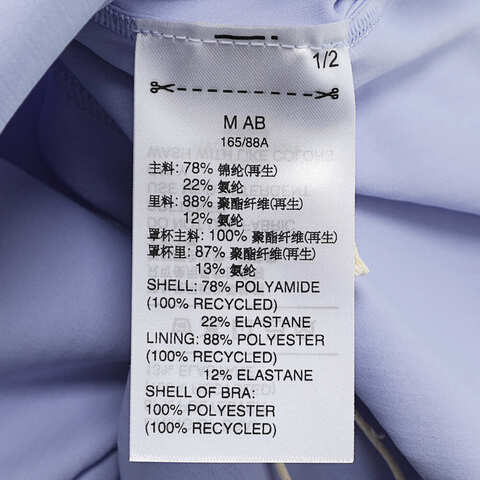 1/2
M AB
165/88A
主料: 78% 锦纶(再生)
22% 氨纶
里料: 88% 聚酯纤维(再生)
12% 氨纶
罩杯主料: 100% 聚酯纤维(再生)
罩杯里: 87% 聚酯纤维(再生)
13% 氨纶
SHELL: 78% POLYAMIDE
(100% RECYCLED)
22% ELASTANE
LINING: 88% POLYESTER
(100% RECYCLED)
12% ELASTANE
SHELL OF BRA:
100% POLYESTER
(100% RECYCLED)